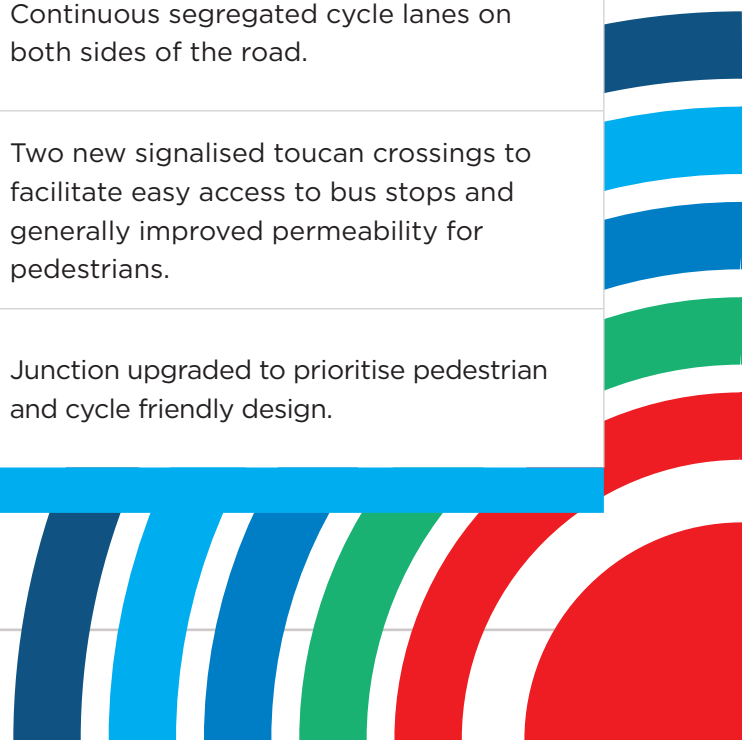 Continuous segregated cycle lanes on
both sides of the road.
Two new signalised toucan crossings to
facilitate easy access to bus stops and
generally improved permeability for
pedestrians.
Junction upgraded to prioritise pedestrian
and cycle friendly design.